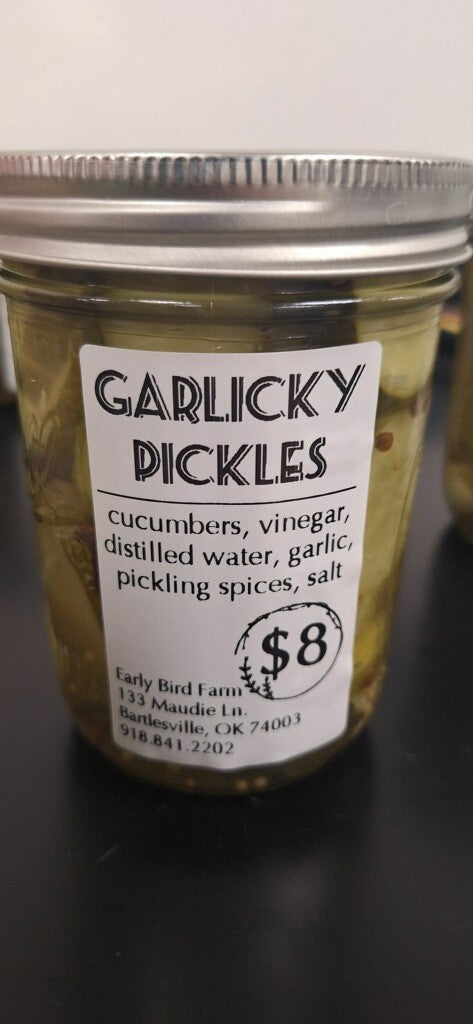 GARLICKY
PICKLES
cucumbers, vinegar,
distilled water, garlic,
pickling spices, salt
$8
Early Bird Farm
133 Maudie Ln.
Bartlesville, OK 74003
918.841.2202